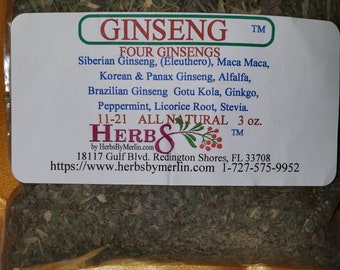 GINSENG ™
FOUR GINSENGS
Siberian Ginseng, (Eleuthero), Maca Maca,
Korean & Panax Ginseng, Alfalfa,
Brazilian Ginseng Gotu Kola, Ginkgo,
Peppermint, Licorice Root, Stevia.
11-21 ALL NATURAL 3 oz.
HERBS ™
by HerbsByMerlin.com
18117 Gulf Blvd. Redington Shores, FL 33708
https://www.herbsbymerlin.com 1-727-575-9952